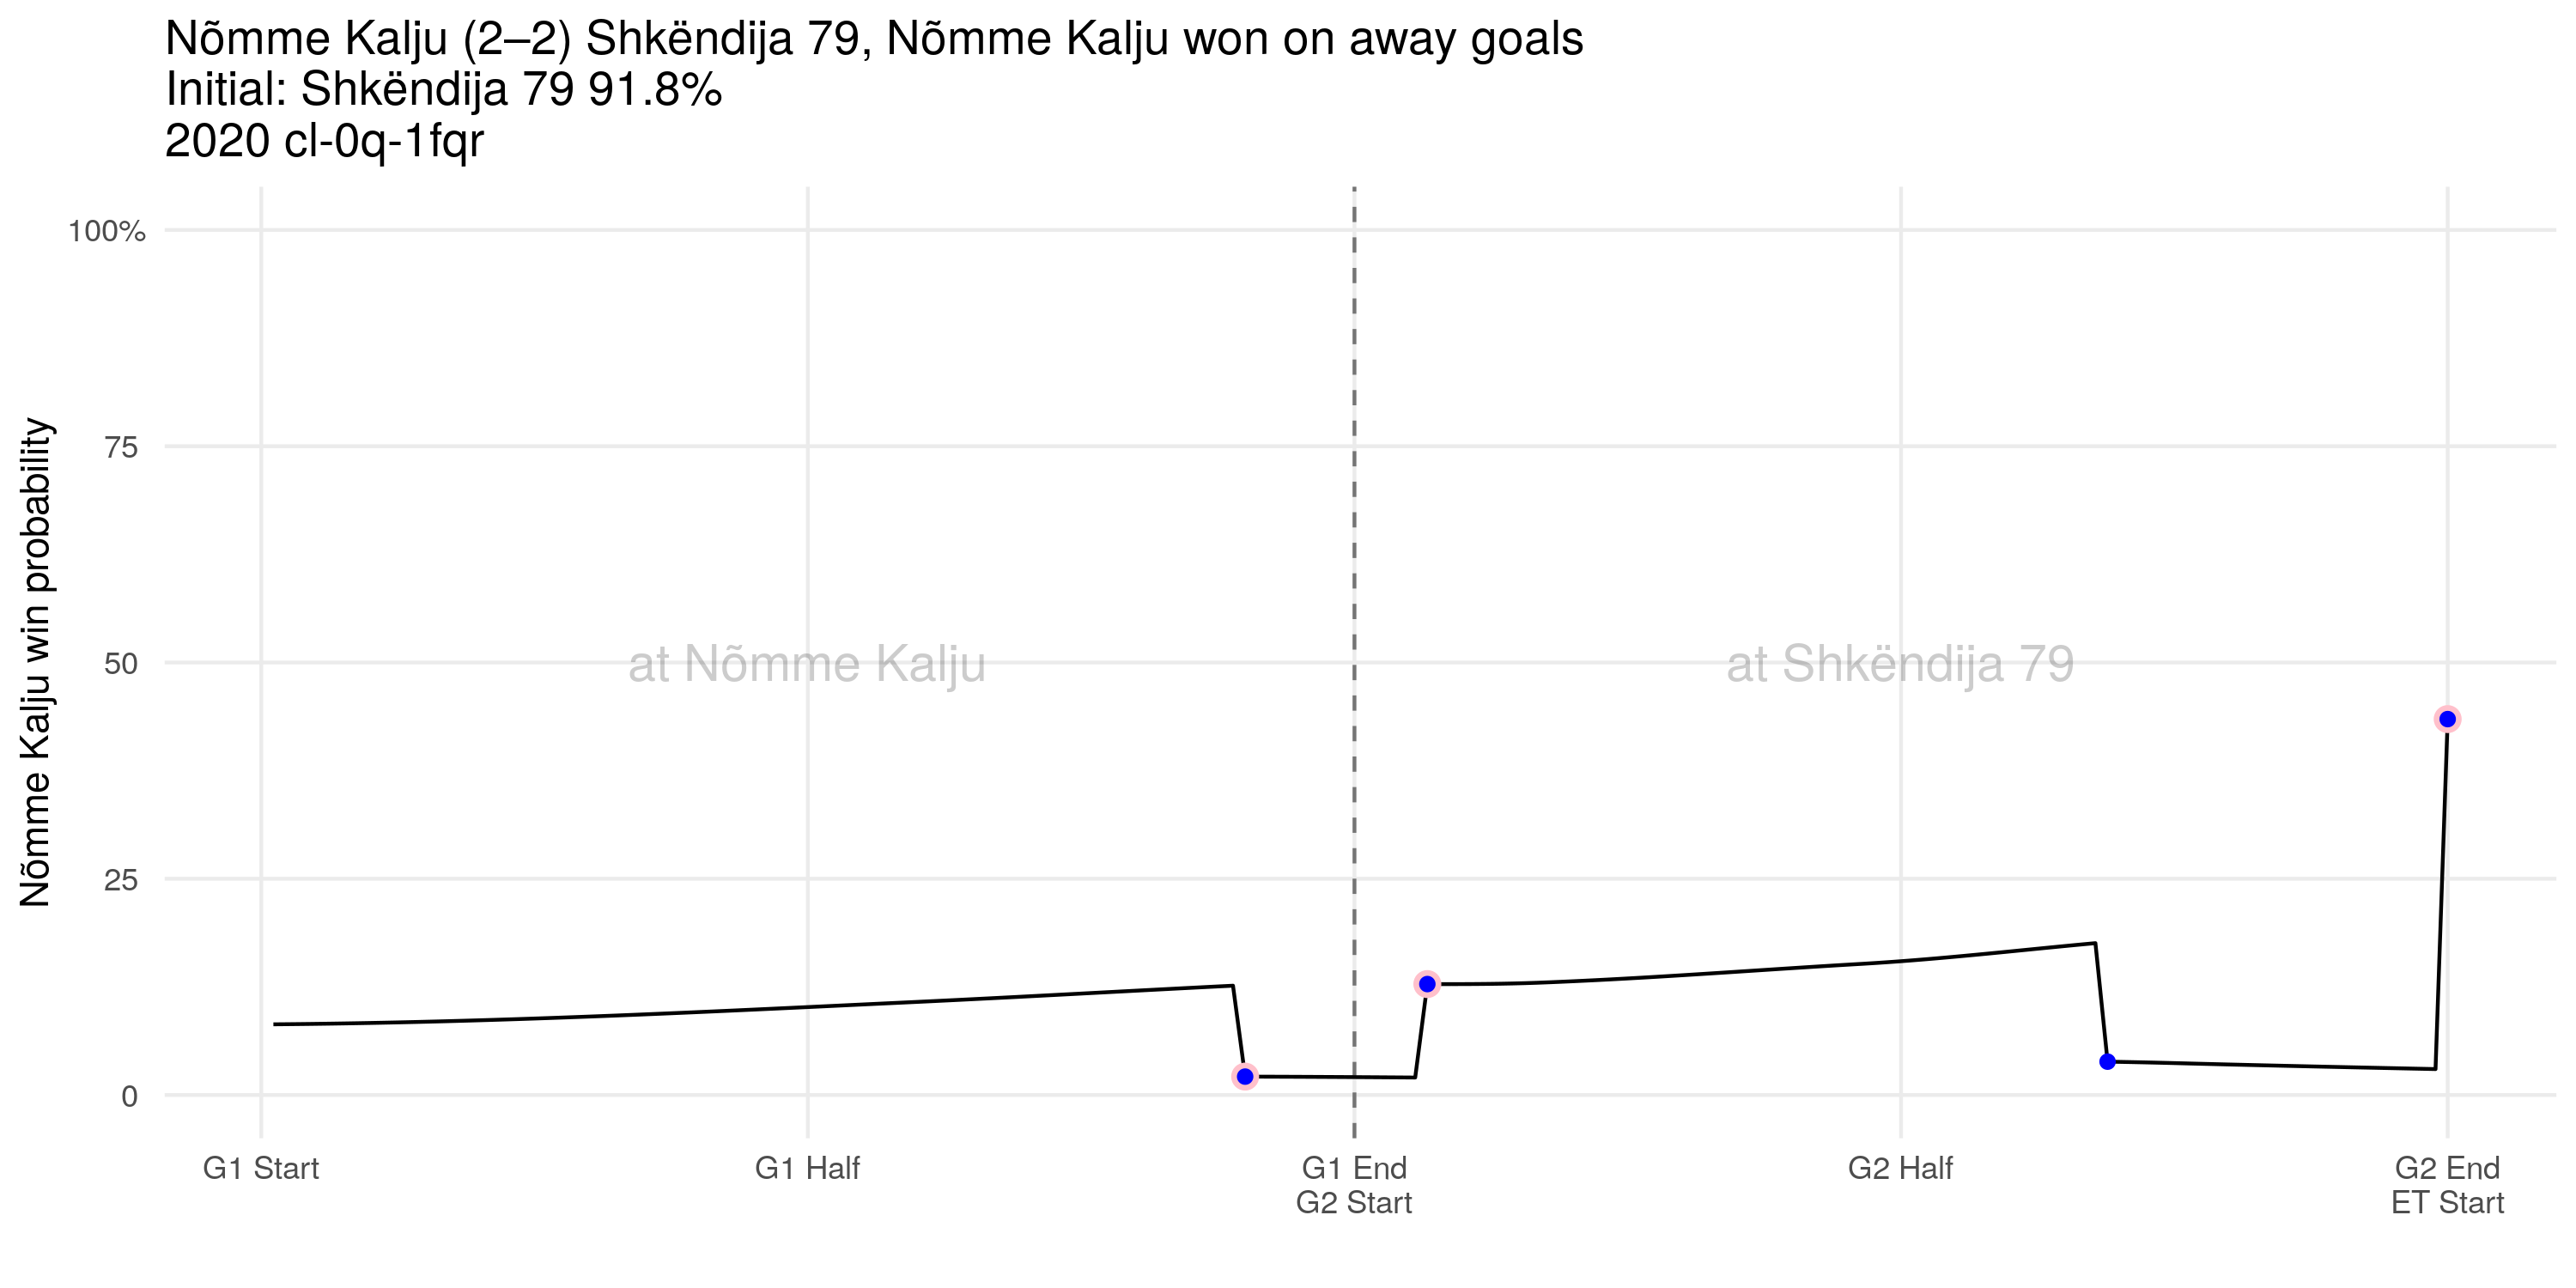 Nõmme Kalju (2–2) Shkëndija 79, Nõmme Kalju won on away goals
Initial: Shkëndija 79 91.8%
2020 cl-0q-1fqr
Nõmme Kalju win probability
100%
75
50
25
0
at Nõmme Kalju
at Shkëndija 79
G1 Start
G1 Half
G1 End
G2 Start
G2 Half
G2 End
ET Start